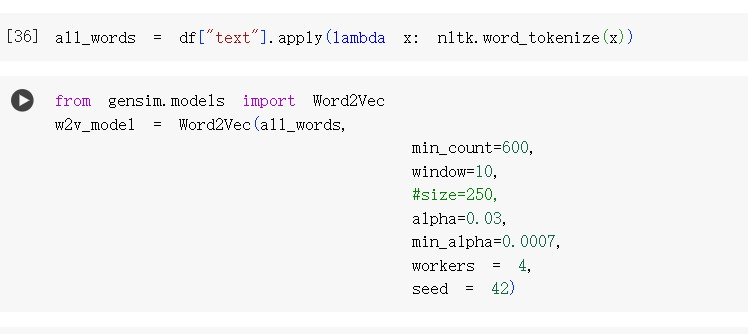 [36] all_words = df["text"].apply(lambda x: nltk.word_tokenize(x))
from gensim.models import Word2Vec
w2v_model = Word2Vec(all_words,
min_count=600,
window=10,
#size=250,
alpha=0.03,
min_alpha=0.0007,
workers = 4,
seed = 42)